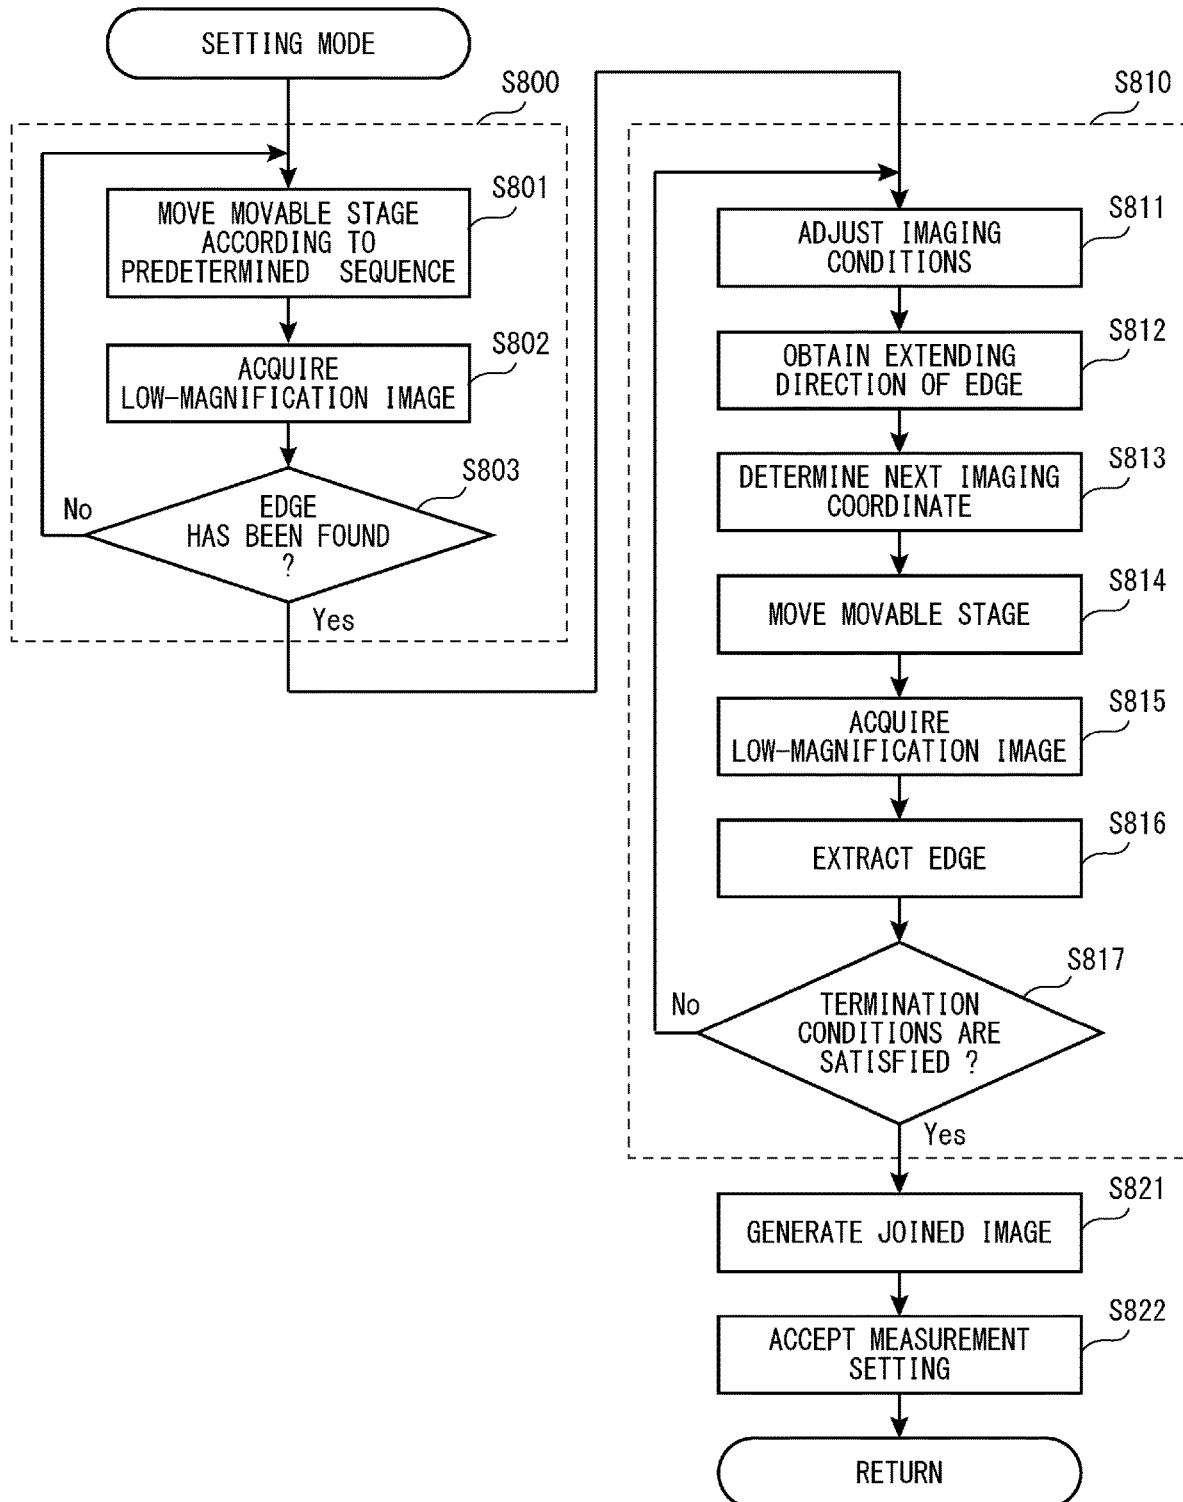 SETTING MODE
S800
S801
MOVE MOVABLE STAGE
ACCORDING TO
PREDETERMINED SEQUENCE
S802
ACQUIRE
LOW-MAGNIFICATION IMAGE
S803
EDGE
HAS BEEN FOUND
?
No
Yes
S810
S811
ADJUST IMAGING
CONDITIONS
S812
OBTAIN EXTENDING
DIRECTION OF EDGE
S813
DETERMINE NEXT IMAGING
COORDINATE
S814
MOVE MOVABLE STAGE
S815
ACQUIRE
LOW-MAGNIFICATION IMAGE
S816
EXTRACT EDGE
S817
TERMINATION
CONDITIONS ARE
SATISFIED ?
No
Yes
S821
GENERATE JOINED IMAGE
S822
ACCEPT MEASUREMENT
SETTING
RETURN